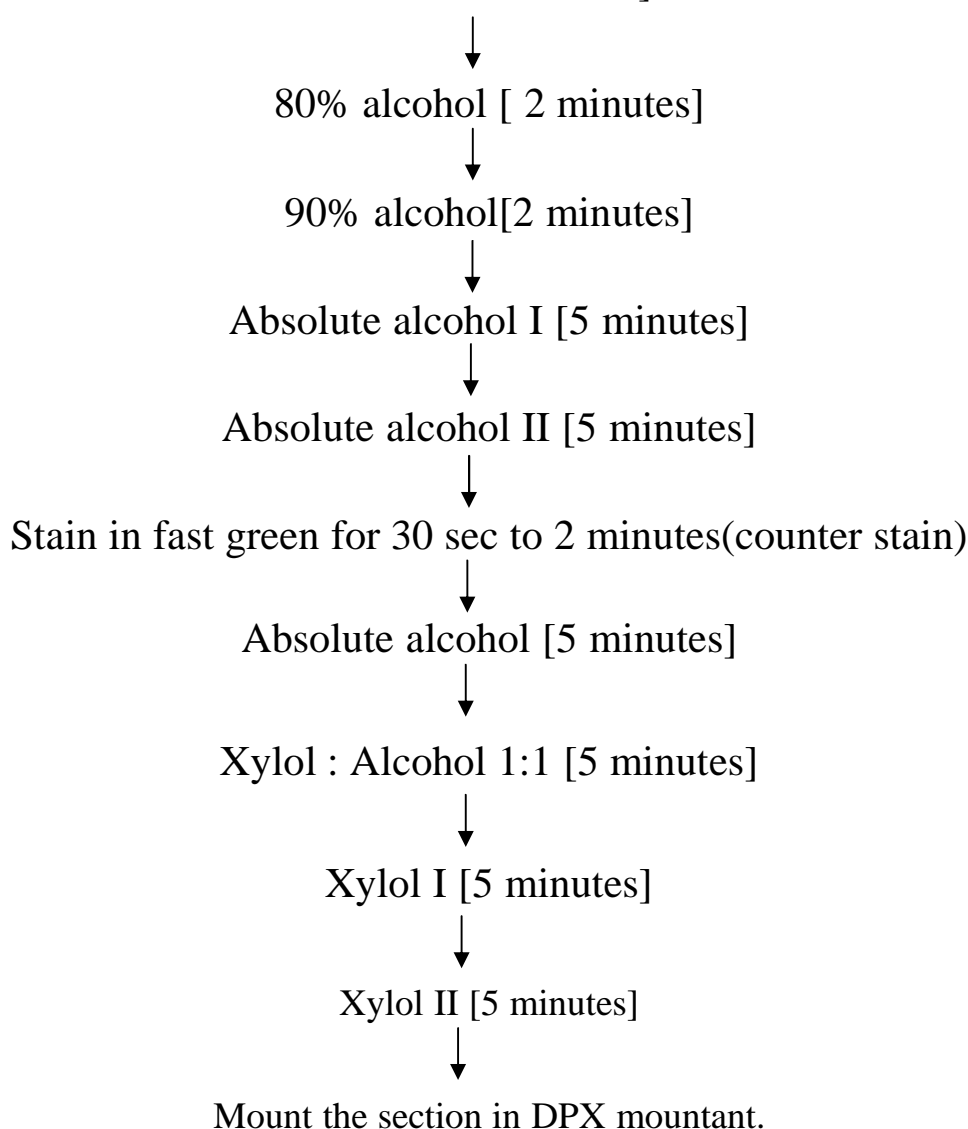 ]
80% alcohol [ 2 minutes]
90% alcohol[2 minutes]
Absolute alcohol I [5 minutes]
Absolute alcohol II [5 minutes]
Stain in fast green for 30 sec to 2 minutes(counter stain)
Absolute alcohol [5 minutes]
Xylol : Alcohol 1:1 [5 minutes]
Xylol I [5 minutes]
Xylol II [5 minutes]
Mount the section in DPX mountant.